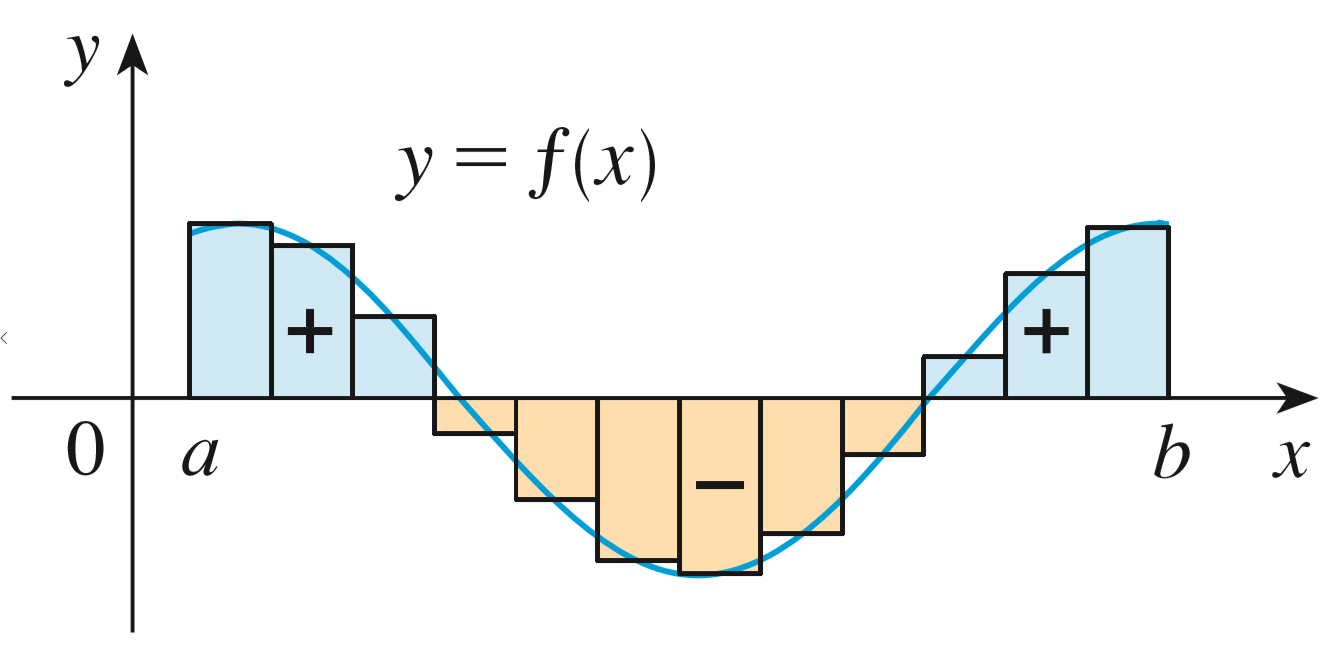 y
y = f(x)
+ +
−
0 a b x